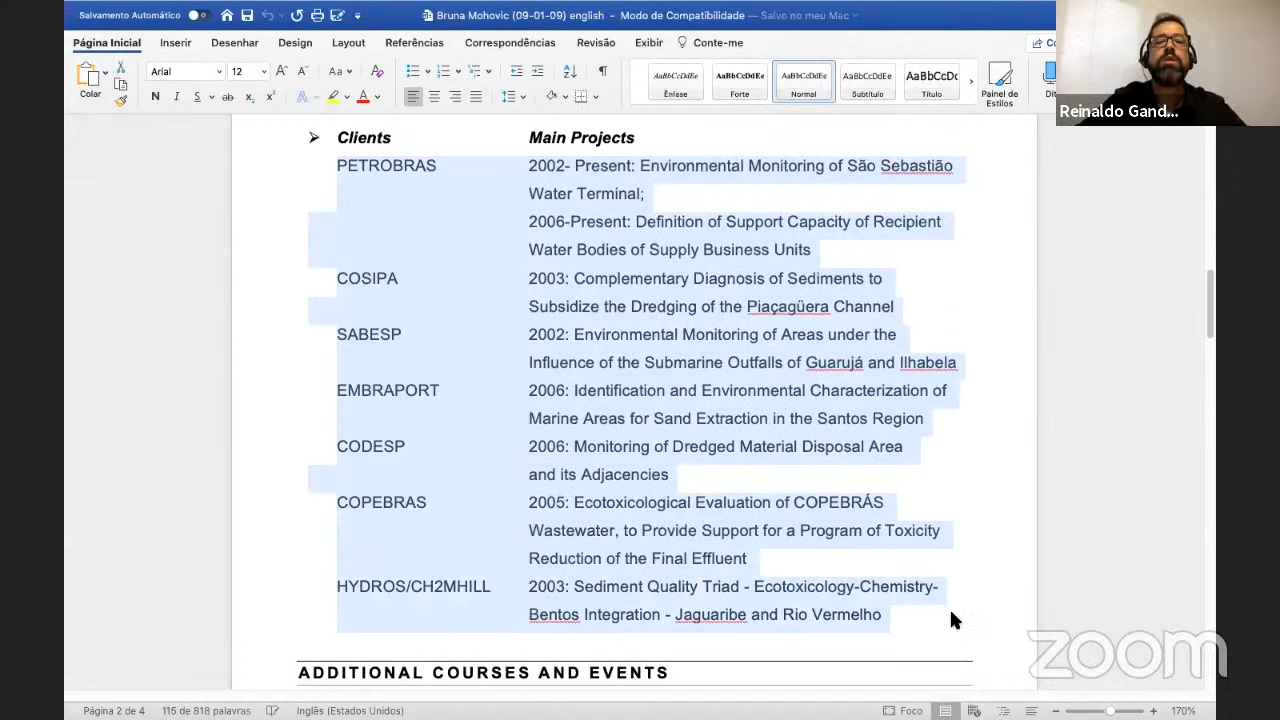 Salvamento Automático
Bruna Mohovic (09-01-09) english - Modo de Compatibilidade — Salvo no meu Mac
Página Inicial Inserir Desenhar Design Layout Referências Correspondências Revisão Exibir Conte-me Co
Colar
Arial 12
AaBbCcDdEe AaBbCcDdEe AaBbCcDdEe AaBbCcDdEe AaBbCcDc
Ênfase Forte Normal Subtítulo Título
Painel de
Estilos
Dit
Reinaldo Gand...
Clients Main Projects
PETROBRAS 2002- Present: Environmental Monitoring of São Sebastião
Water Terminal;
2006-Present: Definition of Support Capacity of Recipient
Water Bodies of Supply Business Units
COSIPA 2003: Complementary Diagnosis of Sediments to
Subsidize the Dredging of the Piaçagüera Channel
SABESP 2002: Environmental Monitoring of Areas under the
Influence of the Submarine Outfalls of Guarujá and Ilhabela
EMBRAPORT 2006: Identification and Environmental Characterization of
Marine Areas for Sand Extraction in the Santos Region
CODESP 2006: Monitoring of Dredged Material Disposal Area
and its Adjacencies
COPEBRAS 2005: Ecotoxicological Evaluation of COPEBRÁS
Wastewater, to Provide Support for a Program of Toxicity
Reduction of the Final Effluent
HYDROS/CH2MHILL 2003: Sediment Quality Triad - Ecotoxicology-Chemistry-
Bentos Integration - Jaguaribe and Rio Vermelho
ADDITIONAL COURSES AND EVENTS
zoom
Página 2 de 4 115 de 818 palavras Inglês (Estados Unidos) Foco 170%